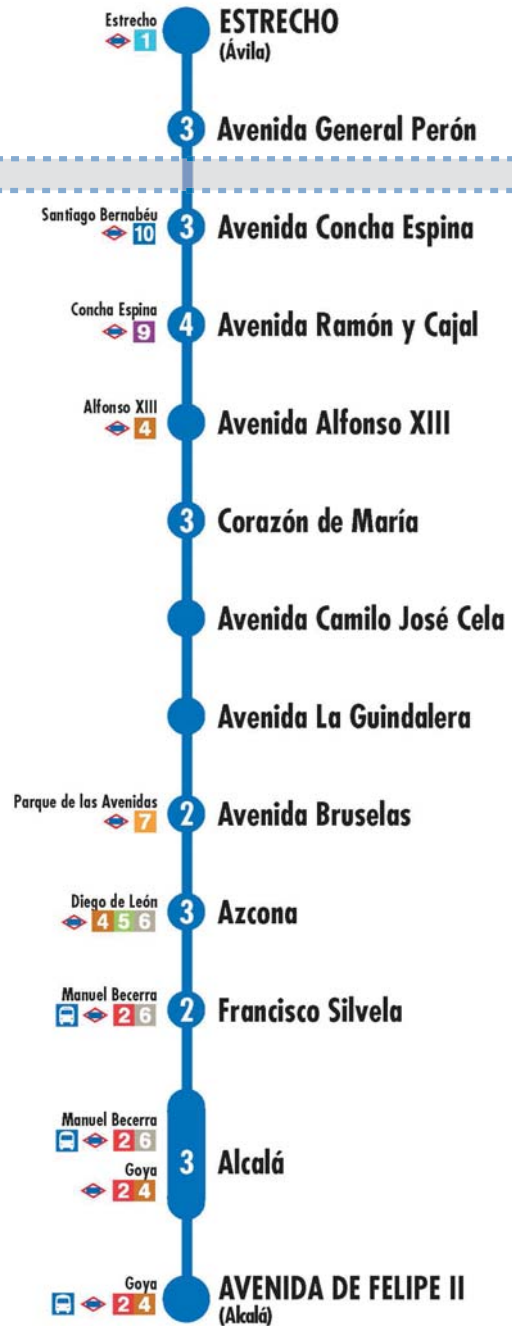 Estrecho
1
ESTRECHO
(Ávila)
3 Avenida General Perón
Santiago Bernabéu
10
3 Avenida Concha Espina
Concha Espina
9
4 Avenida Ramón y Cajal
Alfonso XIII
4
Avenida Alfonso XIII
3 Corazón de María
Avenida Camilo José Cela
Avenida La Guindalera
Parque de las Avenidas
7
2 Avenida Bruselas
Diego de León
4 5 6
3 Azcona
Manuel Becerra
2 6
2 Francisco Silvela
Manuel Becerra
2 6
Goya
2 4
3 Alcalá
Goya
2 4
AVENIDA DE FELIPE II
(Alcalá)